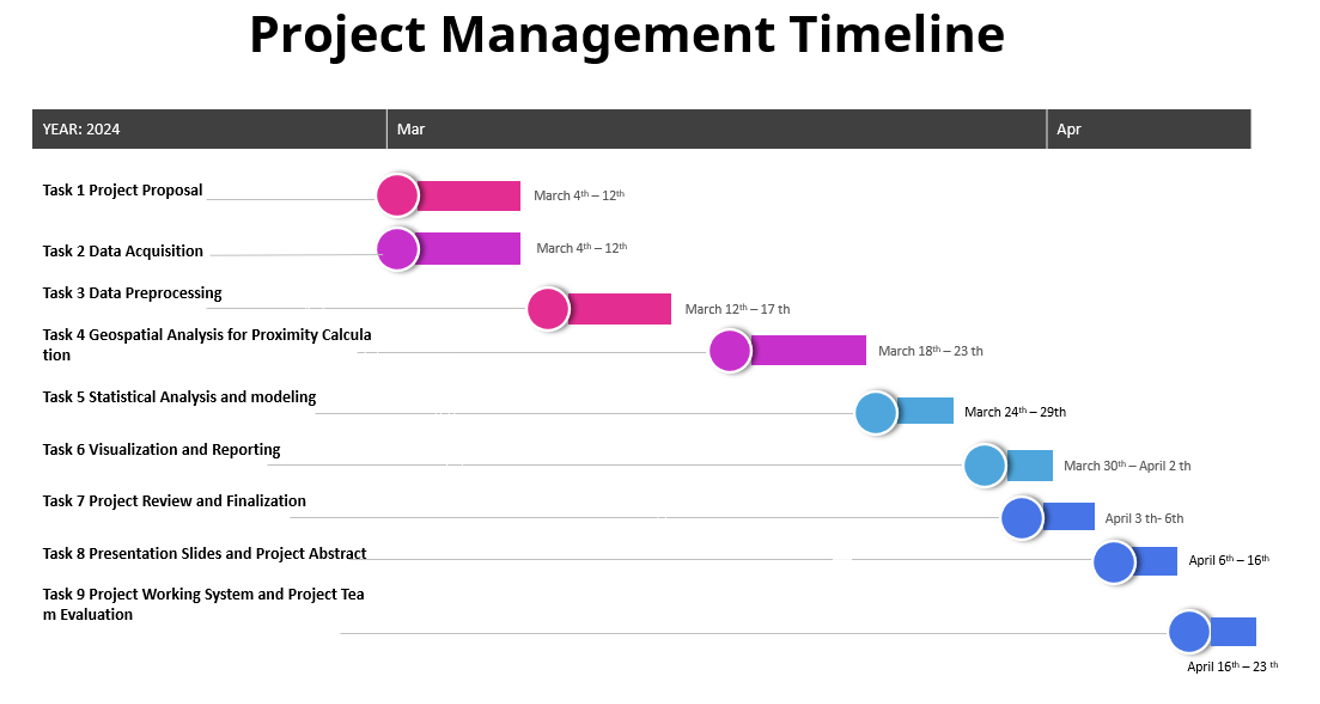 Project Management Timeline
YEAR: 2024 Mar Apr
Task 1 Project Proposal March 4th – 12th
Task 2 Data Acquisition March 4th – 12th
Task 3 Data Preprocessing March 12th – 17 th
Task 4 Geospatial Analysis for Proximity Calcula
tion March 18th – 23 th
Task 5 Statistical Analysis and modeling March 24th – 29th
Task 6 Visualization and Reporting March 30th – April 2 th
Task 7 Project Review and Finalization April 3 th- 6th
Task 8 Presentation Slides and Project Abstract April 6th – 16th
Task 9 Project Working System and Project Tea
m Evaluation
April 16th – 23 th